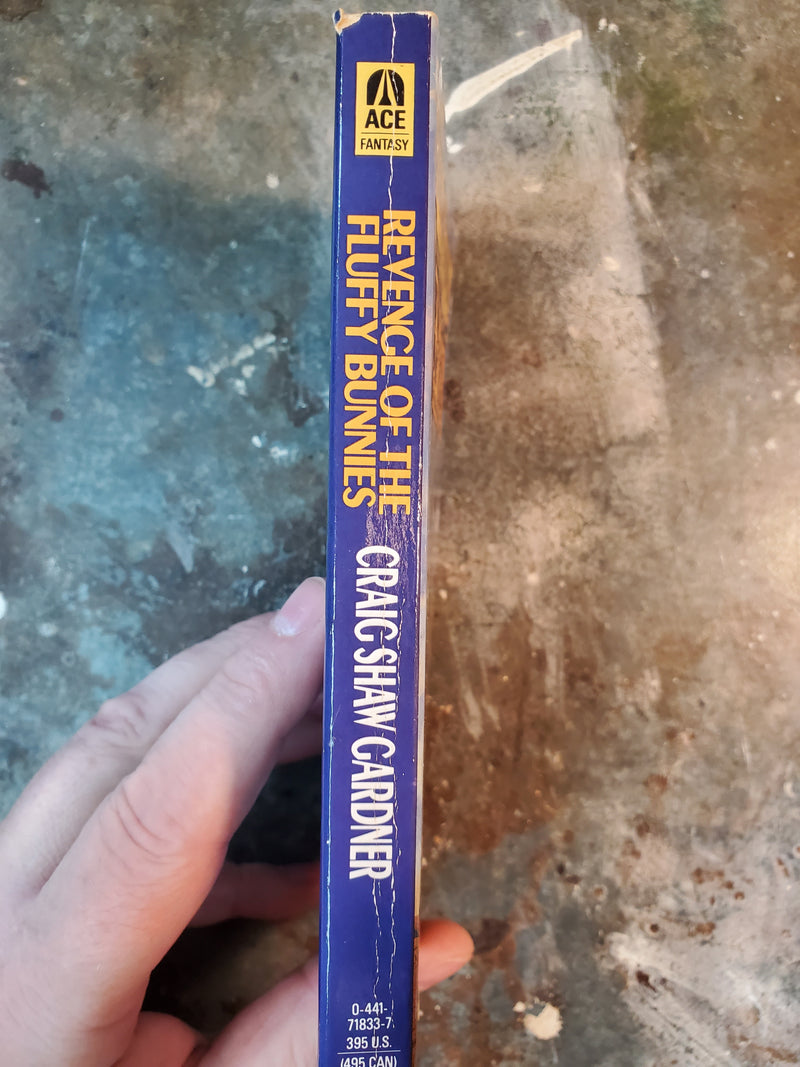 ACE
FANTASY
REVENGE OF THE
FLUFFY BUNNIES
CRAIG SHAW GARDNER
0-441-
71833-7
395 U.S.
(495 CAN)